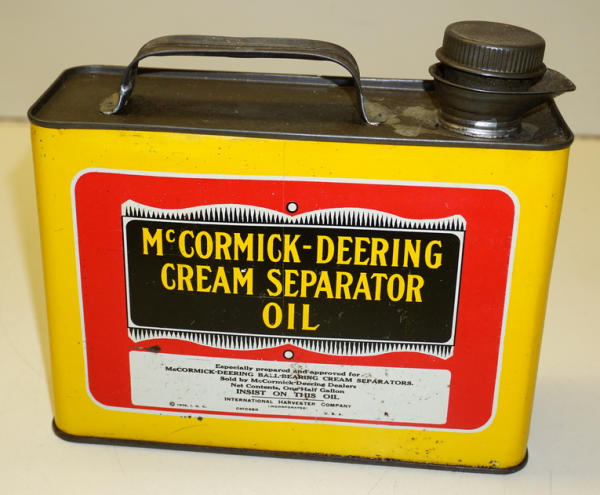 McCORMICK-DEERING
CREAM SEPARATOR
OIL
Especially prepared and approved for
McCORMICK-DEERING BALL-BEARING CREAM SEPARATORS.
Sold by McCormick-Deering Dealers
Net Contents, One Half Gallon
INSIST ON THIS OIL
INTERNATIONAL HARVESTER COMPANY
© I. H. C. CHICAGO (INCORPORATED) U.S.A.